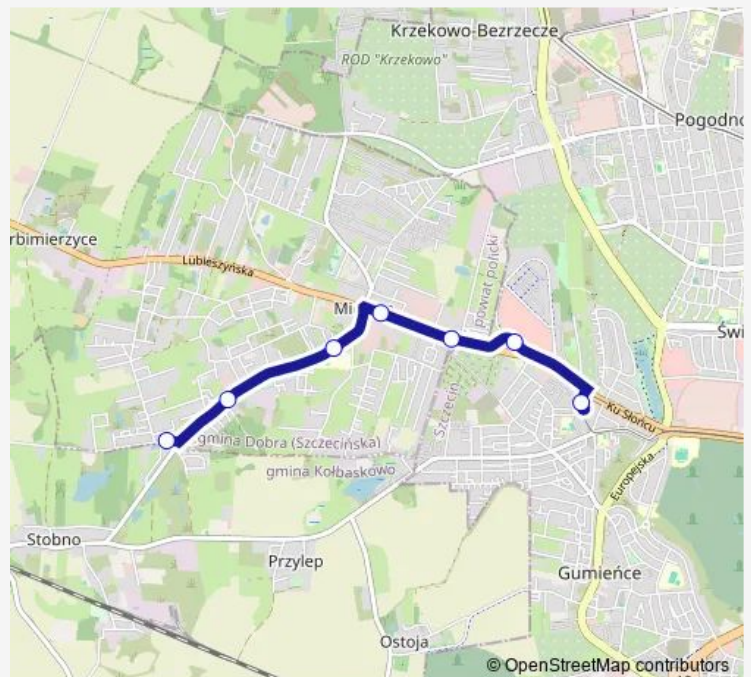 Krzekowo-Bezrzecze
ROD "Krzekowo"
Pogodno
rbimierzyce
Lubieszyńska
powiat policki
Mi
Świ
Szczecin
Ku Słońcu
gmina Dobra (Szczecińska)
gmina Kołbaskowo
Europejska
Stobno
Przylep
Gumieńce
Ostoja
© OpenStreetMap contributors